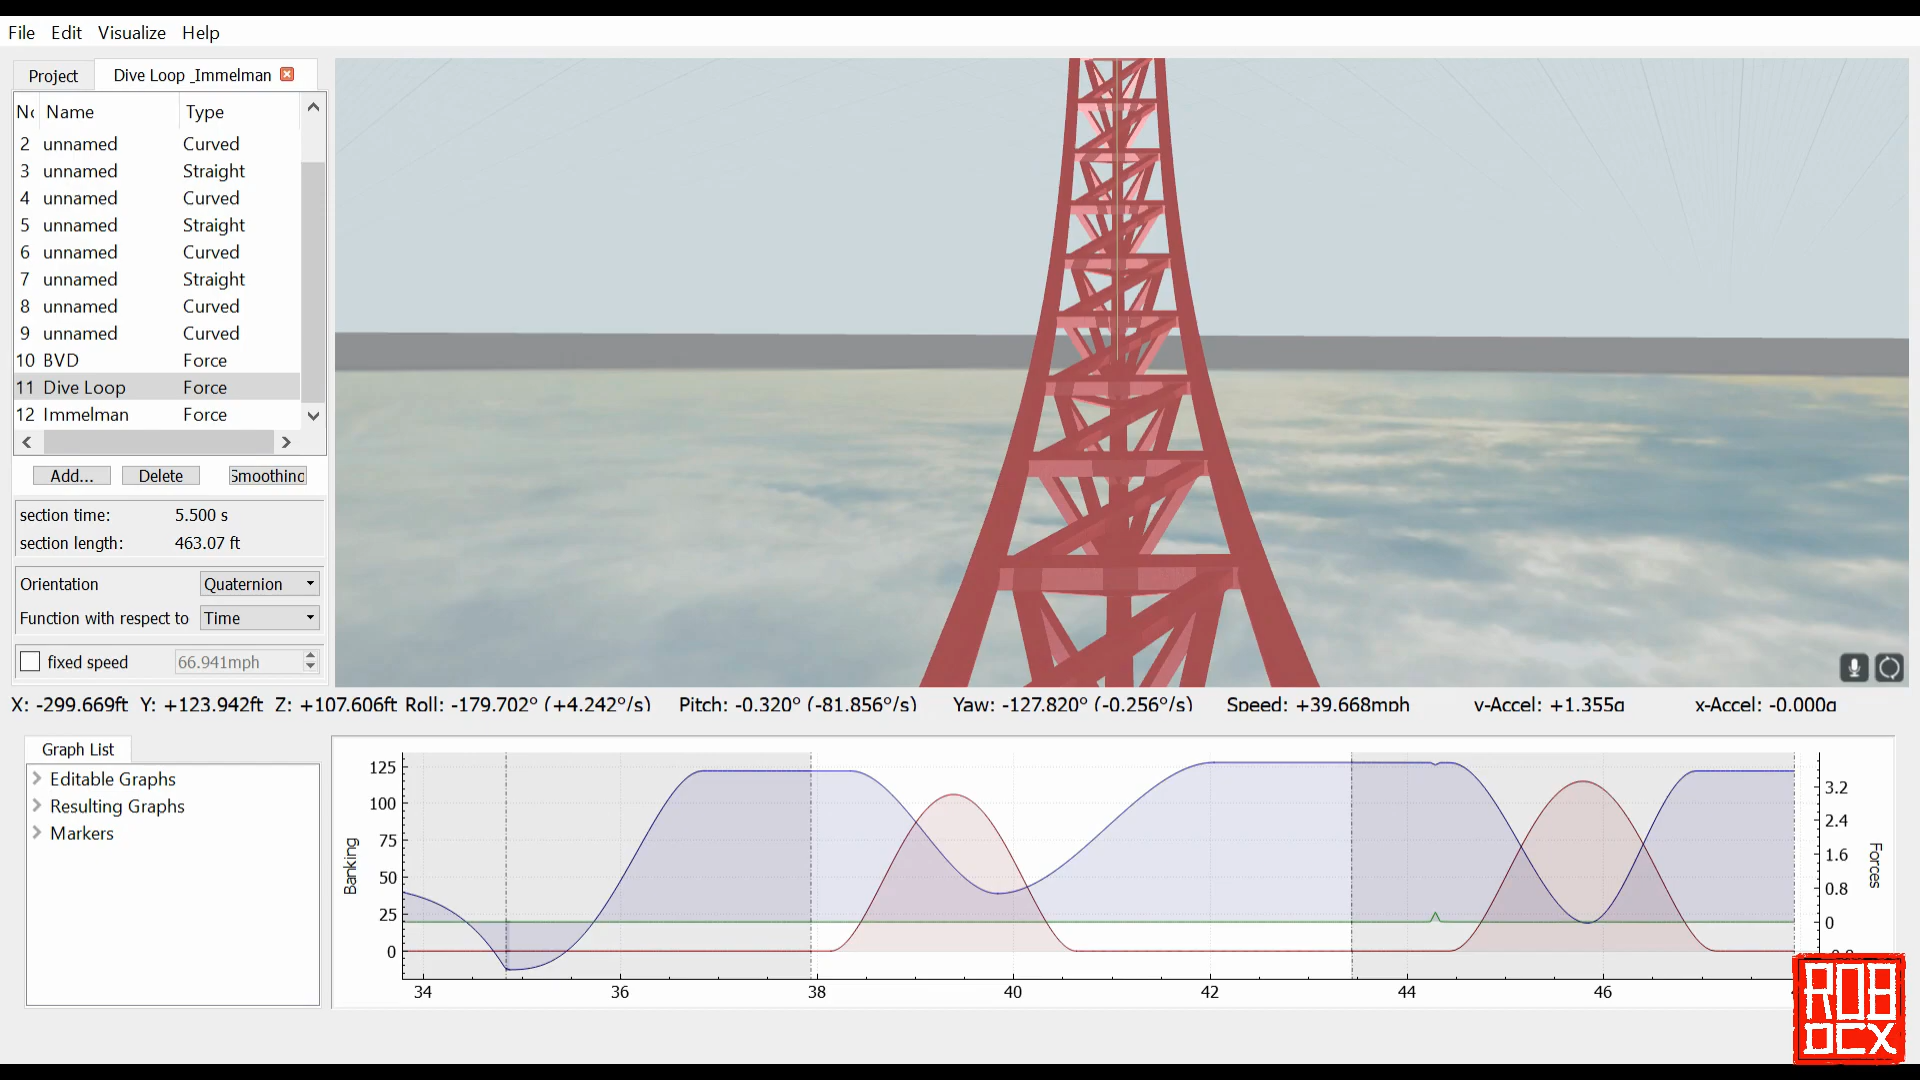 File Edit Visualize Help
Project Dive Loop _Immelman
Name Type
2 unnamed Curved
3 unnamed Straight
4 unnamed Curved
5 unnamed Straight
6 unnamed Curved
7 unnamed Straight
8 unnamed Curved
9 unnamed Curved
10 BVD Force
11 Dive Loop Force
12 Immelman Force
Add... Delete Smoothing
section time: 5.500 s
section length: 463.07 ft
Orientation Quaternion
Function with respect to Time
fixed speed 66.941mph
X: -299.669ft Y: +123.942ft Z: +107.606ft Roll: -179.702° (+4.242°/s) Pitch: -0.320° (-81.856°/s) Yaw: -127.820° (-0.256°/s) Speed: +39.668mph y-Accel: +1.355g x-Accel: -0.000g
Graph List
Editable Graphs
Resulting Graphs
Markers
Banking
125
100
75
50
25
0
34 36 38 40 42 44 46
3.2
2.4
1.6
0.8
0
Forces